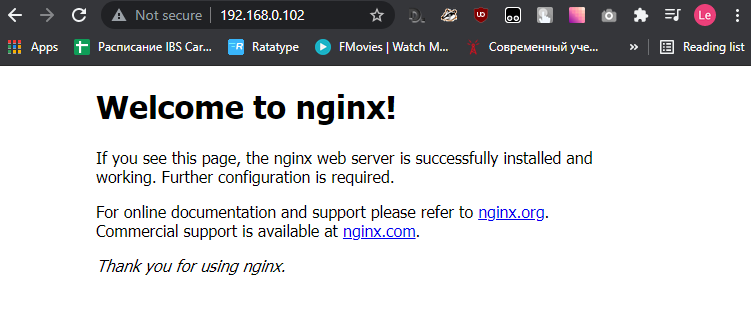 Not secure | 192.168.0.102
Le
Apps Расписание IBS Car... Ratatype FMovies | Watch M... Современный уче... » Reading list
Welcome to nginx!
If you see this page, the nginx web server is successfully installed and
working. Further configuration is required.
For online documentation and support please refer to nginx.org.
Commercial support is available at nginx.com.
Thank you for using nginx.